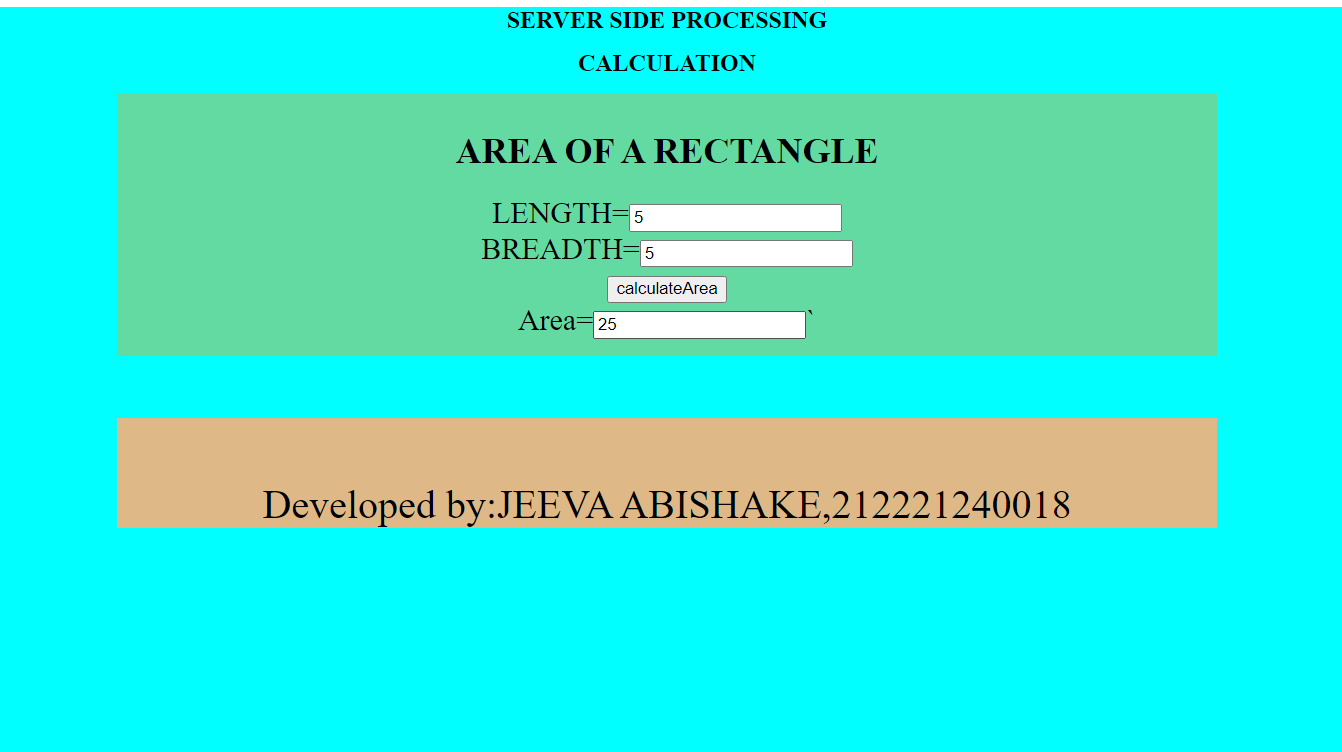 SERVER SIDE PROCESSING
CALCULATION
AREA OF A RECTANGLE
LENGTH=5
BREADTH=5
calculateArea
Area=25`
Developed by:JEEVA ABISHAKE,212221240018